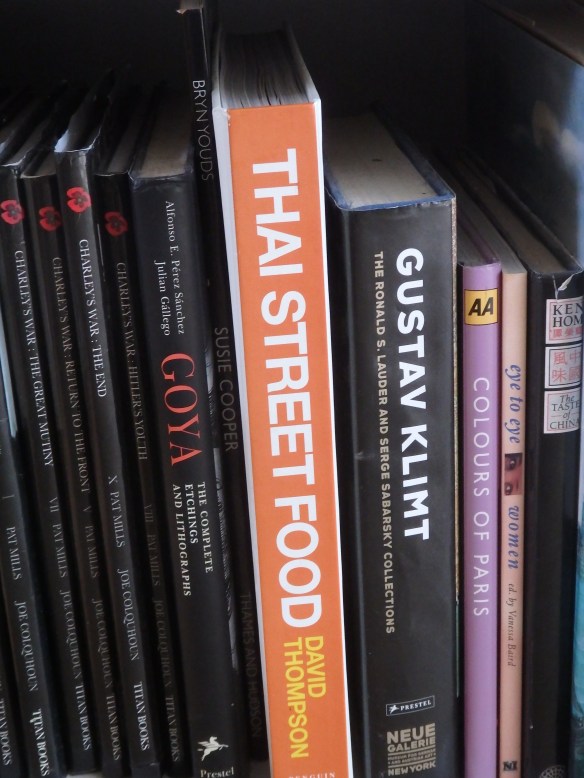 CHARLEY'S WAR : THE GREAT MUTINY
VII
PAT MILLS
JOE COLQUHOUN
TITAN BOOKS
CHARLEY'S WAR : RETURN TO THE FRONT
V
PAT MILLS
JOE COLQUHOUN
TITAN BOOKS
CHARLEY'S WAR : THE END
X
PAT MILLS
JOE COLQUHOUN
TITAN BOOKS
CHARLEY'S WAR : HITLER'S YOUTH
VIII
PAT MILLS
JOE COLQUHOUN
TITAN BOOKS
Alfonso E. Pérez Sánchez
Julian Gállego
GOYA
THE COMPLETE
ETCHINGS
AND LITHOGRAPHS
PRESTEL
BRYN YOUDS
SUSIE COOPER
THAMES AND HUDSON
THAI STREET FOOD
DAVID
THOMPSON
PENGUIN
GUSTAV KLIMT
THE RONALD S. LAUDER AND SERGE SABARSKY COLLECTIONS
PRESTEL
NEUE
GALERIE
NEW YORK
AA
COLOURS OF PARIS
eye to eye
women
ed. by Vanessa Baird
KEN
HOM
The
TASTE
of
CHINA